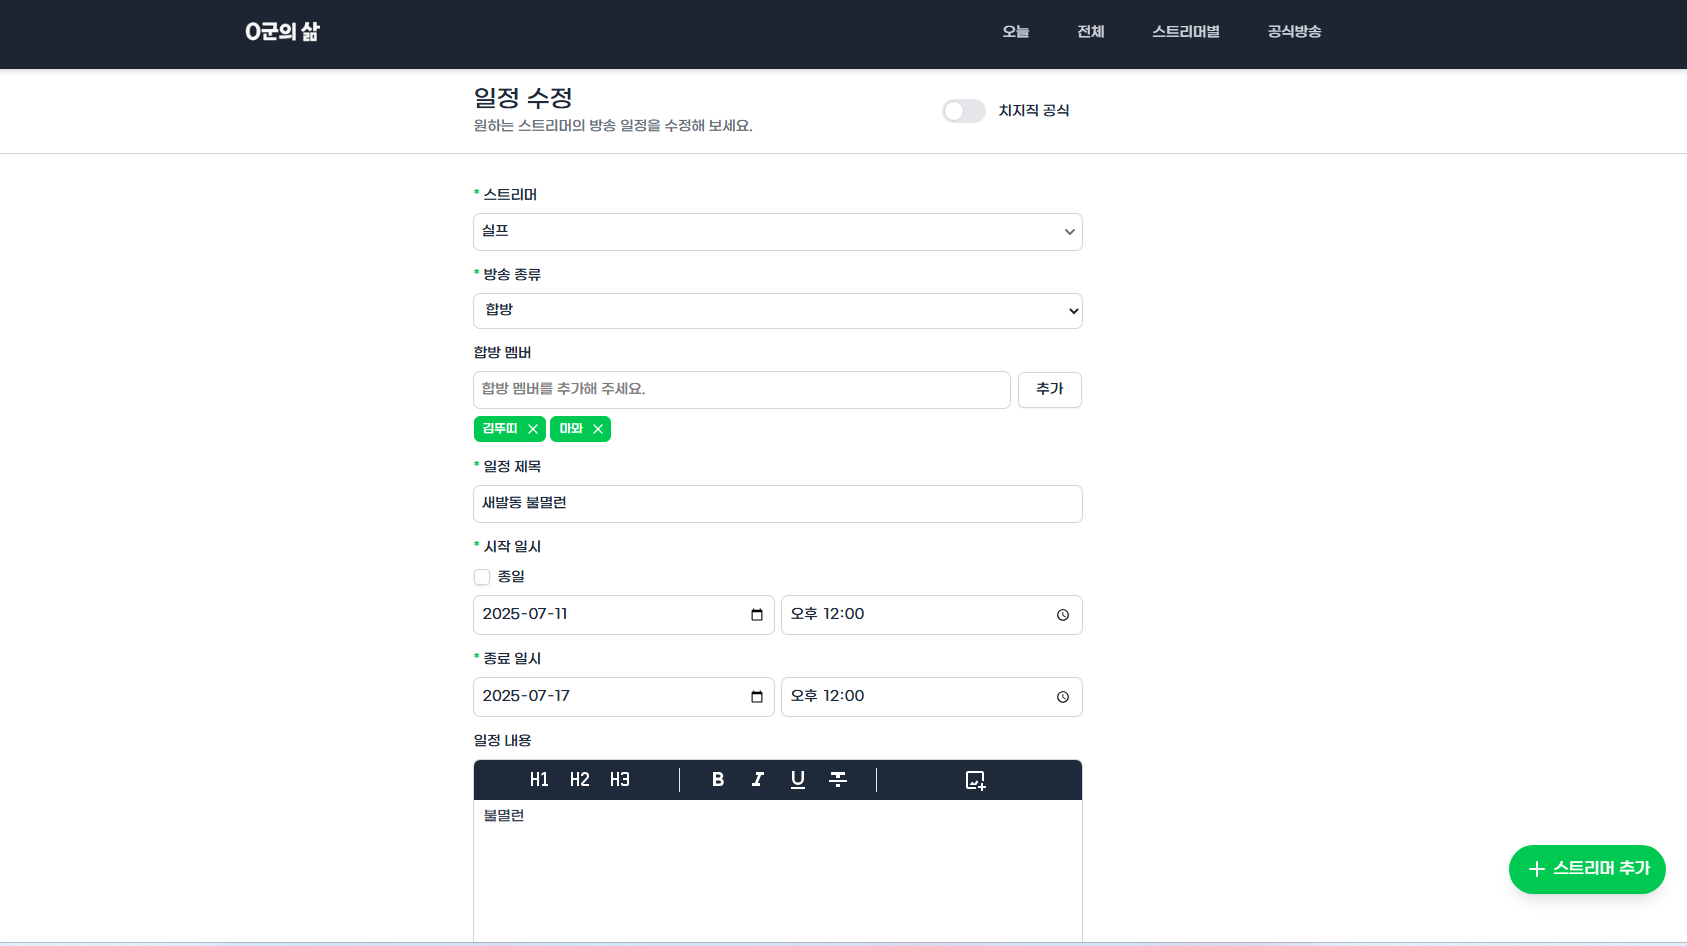 O군의 삶
오늘 전체 스트리머별 공식방송
일정 수정
원하는 스트리머의 방송 일정을 수정해 보세요.
치지직 공식
* 스트리머
실프
* 방송 종류
합방
합방 멤버
합방 멤버를 추가해 주세요.
추가
김뚜띠 마뫄
* 일정 제목
새발동 불멸런
* 시작 일시
종일
2025-07-11 오후 12:00
* 종료 일시
2025-07-17 오후 12:00
일정 내용
H1 H2 H3 B I U
불멸런
스트리머 추가